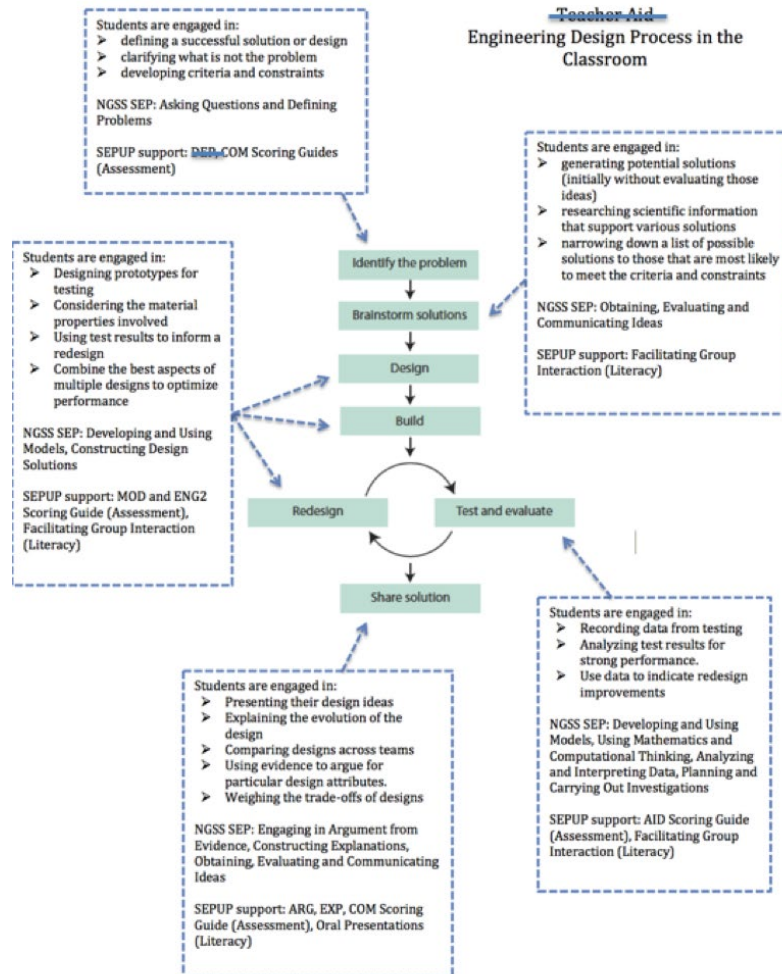 Teacher Aid
Engineering Design Process in the
Classroom
Students are engaged in:
➢ defining a successful solution or design
➢ clarifying what is not the problem
➢ developing criteria and constraints
NGSS SEP: Asking Questions and Defining
Problems
SEPUP support: DEP, COM Scoring Guides
(Assessment)
Students are engaged in:
➢ generating potential solutions
(initially without evaluating those
ideas)
➢ researching scientific information
that support various solutions
➢ narrowing down a list of possible
solutions to those that are most likely
to meet the criteria and constraints
NGSS SEP: Obtaining, Evaluating and
Communicating Ideas
SEPUP support: Facilitating Group
Interaction (Literacy)
Students are engaged in:
➢ Designing prototypes for
testing
➢ Considering the material
properties involved
➢ Using test results to inform a
redesign
➢ Combine the best aspects of
multiple designs to optimize
performance
NGSS SEP: Developing and Using
Models, Constructing Design
Solutions
SEPUP support: MOD and ENG2
Scoring Guide (Assessment),
Facilitating Group Interaction
(Literacy)
Identify the problem
Brainstorm solutions
Design
Build
Redesign
Test and evaluate
Share solution
Students are engaged in:
➢ Recording data from testing
➢ Analyzing test results for
strong performance.
➢ Use data to indicate redesign
improvements
NGSS SEP: Developing and Using
Models, Using Mathematics and
Computational Thinking, Analyzing
and Interpreting Data, Planning and
Carrying Out Investigations
SEPUP support: AID Scoring Guide
(Assessment), Facilitating Group
Interaction (Literacy)
Students are engaged in:
➢ Presenting their design ideas
➢ Explaining the evolution of the
design
➢ Comparing designs across teams
➢ Using evidence to argue for
particular design attributes.
➢ Weighing the trade-offs of designs
NGSS SEP: Engaging in Argument from
Evidence, Constructing Explanations,
Obtaining, Evaluating and Communicating
Ideas
SEPUP support: ARG, EXP, COM Scoring
Guide (Assessment), Oral Presentations
(Literacy)